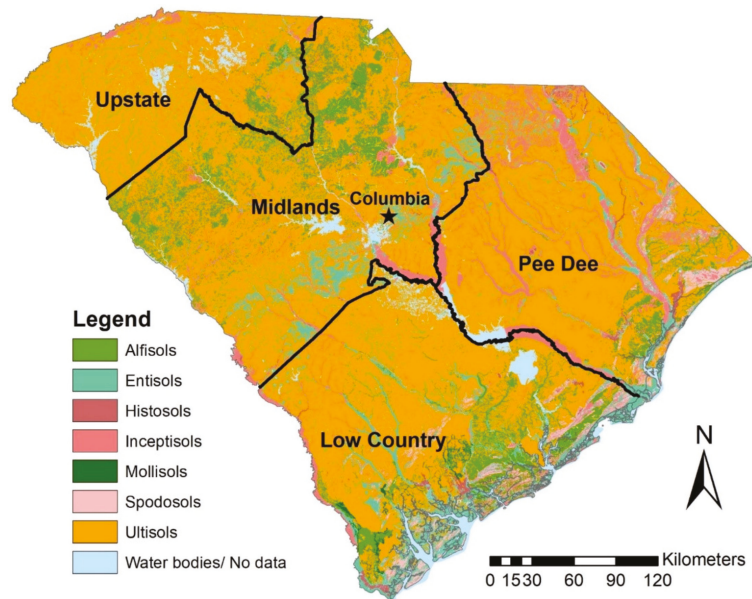 Upstate
Midlands
Columbia
Pee Dee
Low Country
Legend
Alfisols
Entisols
Histosols
Inceptisols
Mollisols
Spodosols
Ultisols
Water bodies/ No data
N
Kilometers
0 15 30 60 90 120